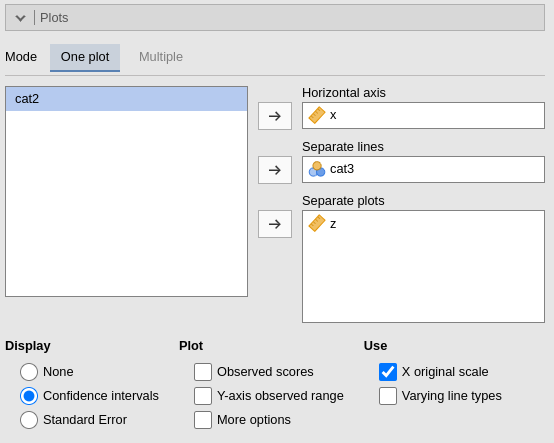 Plots
Mode One plot Multiple
cat2
Horizontal axis
x
Separate lines
cat3
Separate plots
z
Display Plot Use
None Observed scores X original scale
Confidence intervals Y-axis observed range Varying line types
Standard Error More options